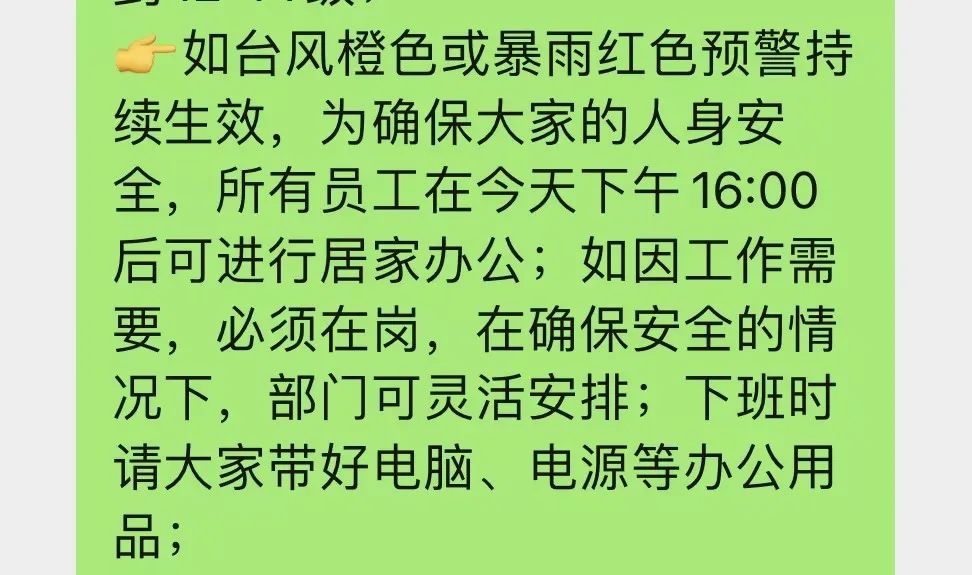 👉如台风橙色或暴雨红色预警持
续生效，为确保大家的人身安
全，所有员工在今天下午16:00
后可进行居家办公；如因工作需
要，必须在岗，在确保安全的情
况下，部门可灵活安排；下班时
请大家带好电脑、电源等办公用
品；